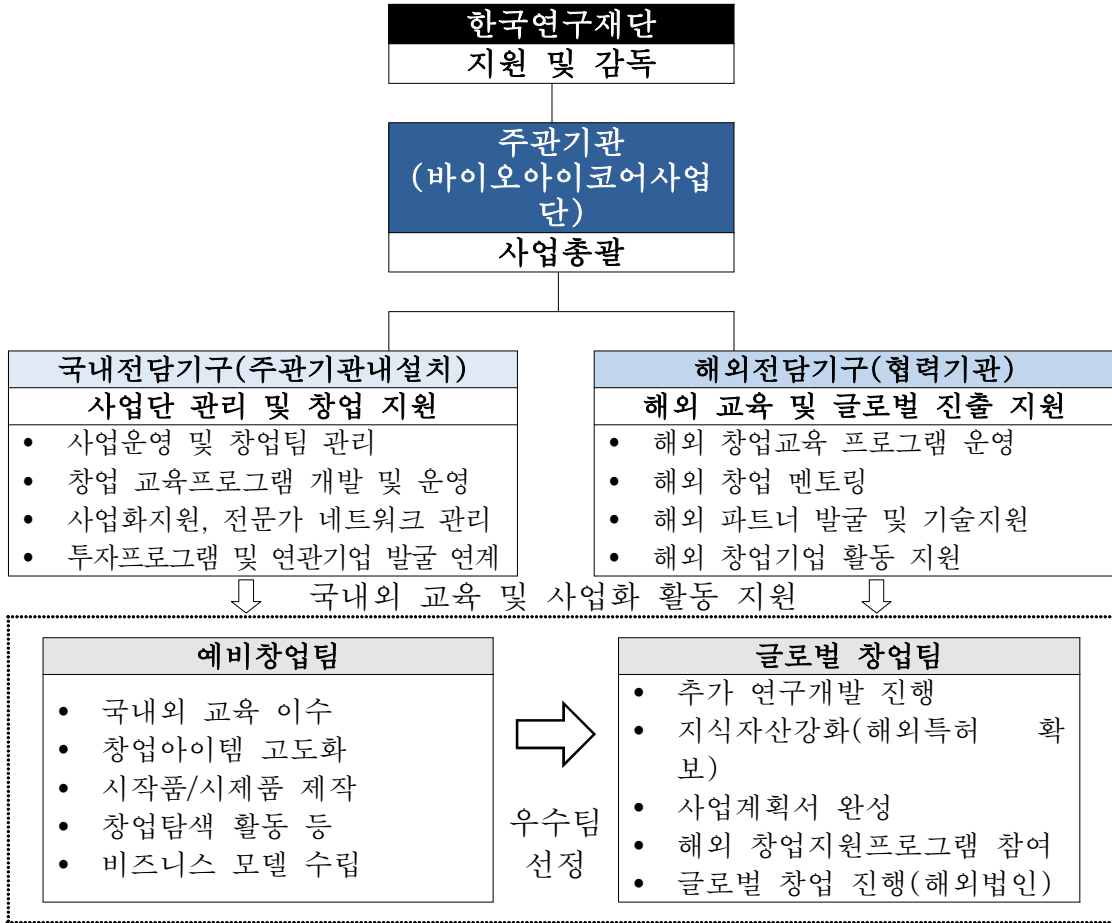 한국연구재단
지원 및 감독
주관기관
(바이오아이코어사업
단)
사업총괄
국내전담기구(주관기관내설치)
사업단 관리 및 창업 지원
• 사업운영 및 창업팀 관리
• 창업 교육프로그램 개발 및 운영
• 사업화지원, 전문가 네트워크 관리
• 투자프로그램 및 연관기업 발굴 연계
해외전담기구(협력기관)
해외 교육 및 글로벌 진출 지원
• 해외 창업교육 프로그램 운영
• 해외 창업 멘토링
• 해외 파트너 발굴 및 기술지원
• 해외 창업기업 활동 지원
국내외 교육 및 사업화 활동 지원
예비창업팀
• 국내외 교육 이수
• 창업아이템 고도화
• 시작품/시제품 제작
• 창업탐색 활동 등
• 비즈니스 모델 수립
우수팀
선정
글로벌 창업팀
• 추가 연구개발 진행
• 지식자산강화(해외특허 확
보)
• 사업계획서 완성
• 해외 창업지원프로그램 참여
• 글로벌 창업 진행(해외법인)